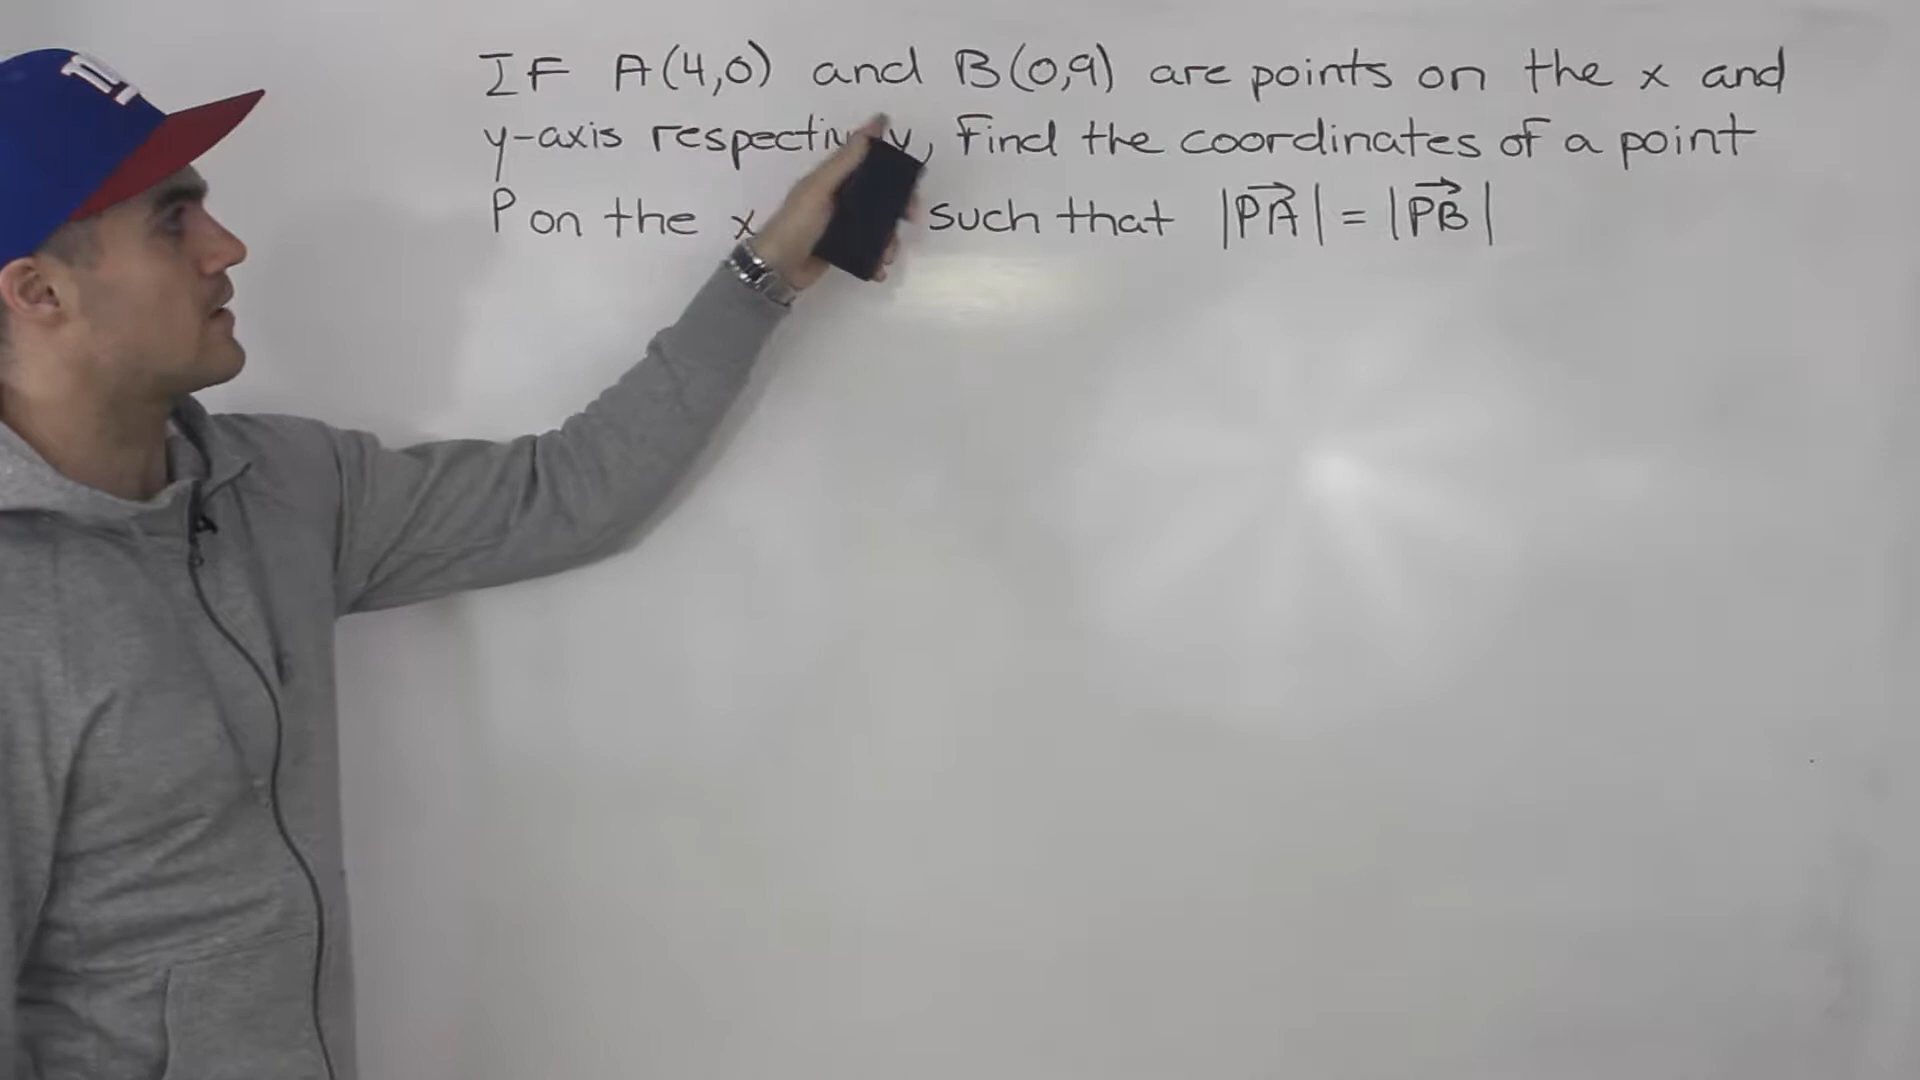 IF A(4,0) and B(0,9) are points on the x and
y-axis respectively, Find the coordinates of a point
P on the x such that |PA⃗| = |PB⃗|